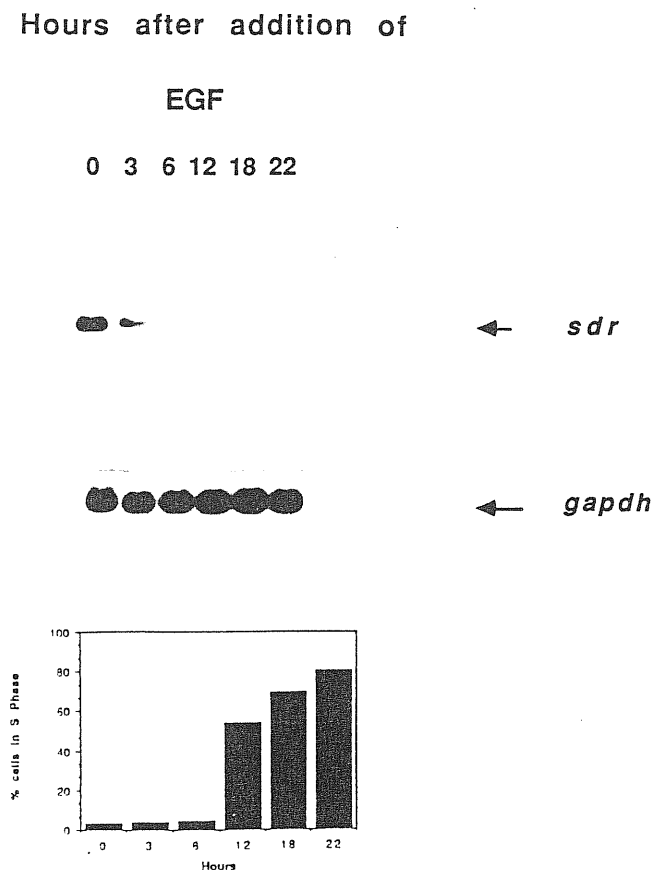 Hours after addition of
EGF
0 3 6 12 18 22
sdr
gapdh
100
80
60
40
20
0
% cells in S Phase
0 3 6 12 18 22
Hours